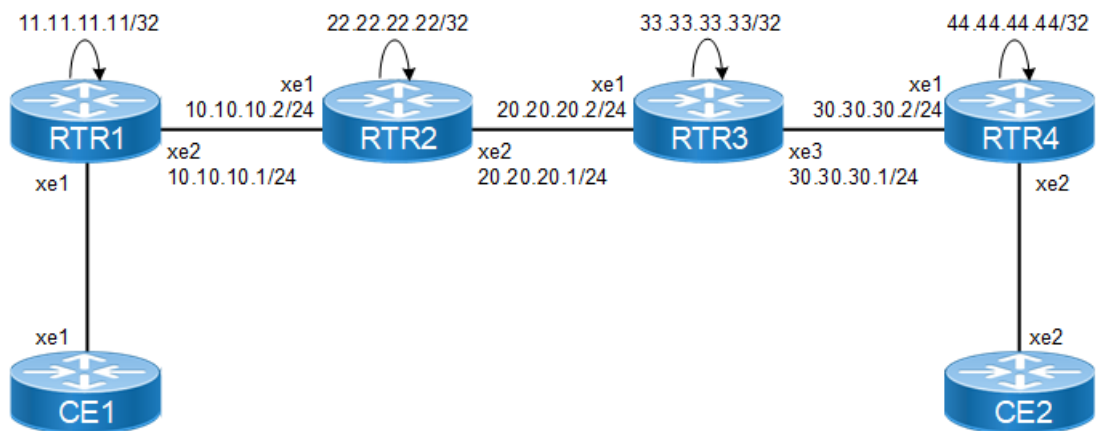 11.11.11.11/32
22.22.22.22/32
33.33.33.33/32
44.44.44.44/32
xe1
xe1
xe1
10.10.10.2/24
20.20.20.2/24
30.30.30.2/24
RTR1
RTR2
RTR3
RTR4
xe2
xe2
xe3
10.10.10.1/24
20.20.20.1/24
30.30.30.1/24
xe1
xe2
xe1
xe2
CE1
CE2